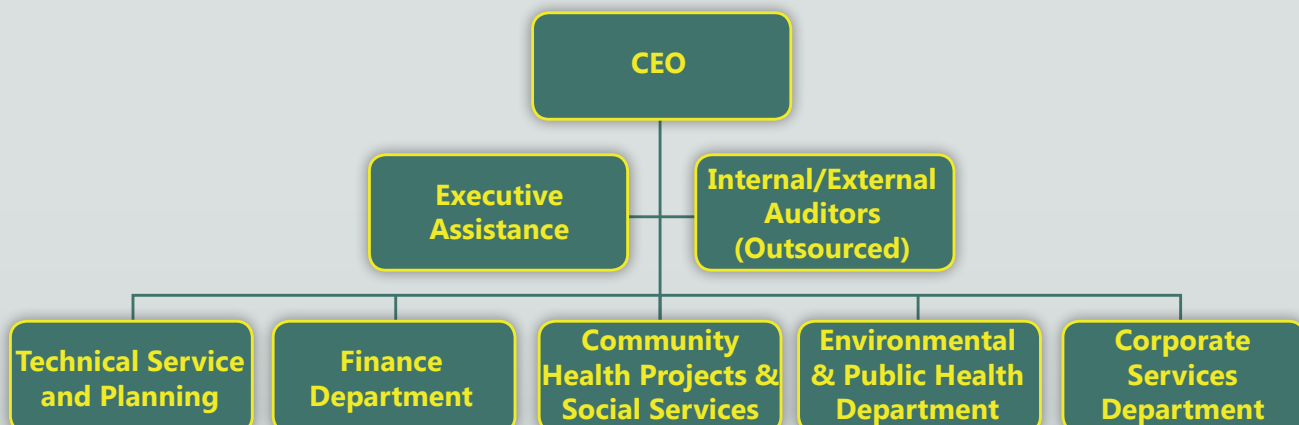 CEO
Executive
Assistance
Internal/External
Auditors
(Outsourced)
Technical Service
and Planning
Finance
Department
Community
Health Projects &
Social Services
Environmental
& Public Health
Department
Corporate
Services
Department